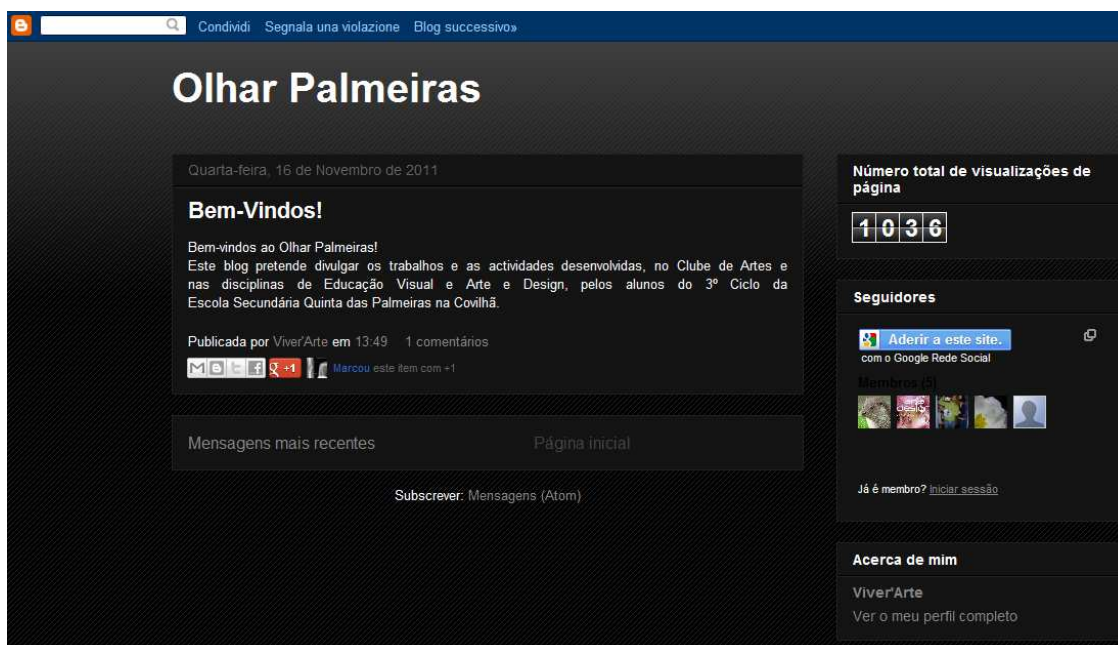 Condividi Segnala una violazione Blog successivo»
Olhar Palmeiras
Quarta-feira, 16 de Novembro de 2011
Bem-Vindos!
Bem-vindos ao Olhar Palmeiras!
Este blog pretende divulgar os trabalhos e as actividades desenvolvidas, no Clube de Artes e
nas disciplinas de Educação Visual e Arte e Design, pelos alunos do 3º Ciclo da
Escola Secundária Quinta das Palmeiras na Covilhã.
Publicada por Viver'Arte em 13:49 1 comentários
+1 Marcou este item com +1
Mensagens mais recentes Página inicial
Subscrever: Mensagens (Atom)
Número total de visualizações de
página
1036
Seguidores
Aderir a este site.
com o Google Rede Social
Membros (5)
Já é membro? Iniciar sessão
Acerca de mim
Viver'Arte
Ver o meu perfil completo